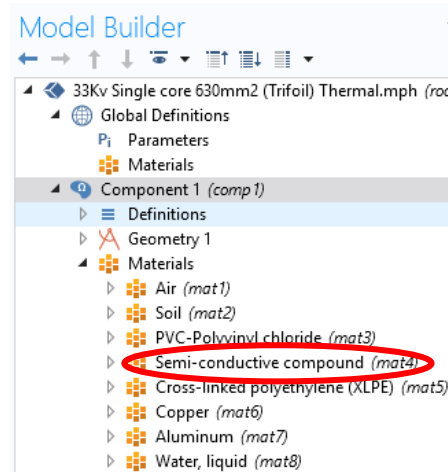 Model Builder
33Kv Single core 630mm2 (Trifoil) Thermal.mph (roo
Global Definitions
Pi Parameters
Materials
Component 1 (comp1)
Definitions
Geometry 1
Materials
Air (mat1)
Soil (mat2)
PVC-Polyvinyl chloride (mat3)
Semi-conductive compound (mat4)
Cross-linked polyethylene (XLPE) (mat5)
Copper (mat6)
Aluminum (mat7)
Water, liquid (mat8)